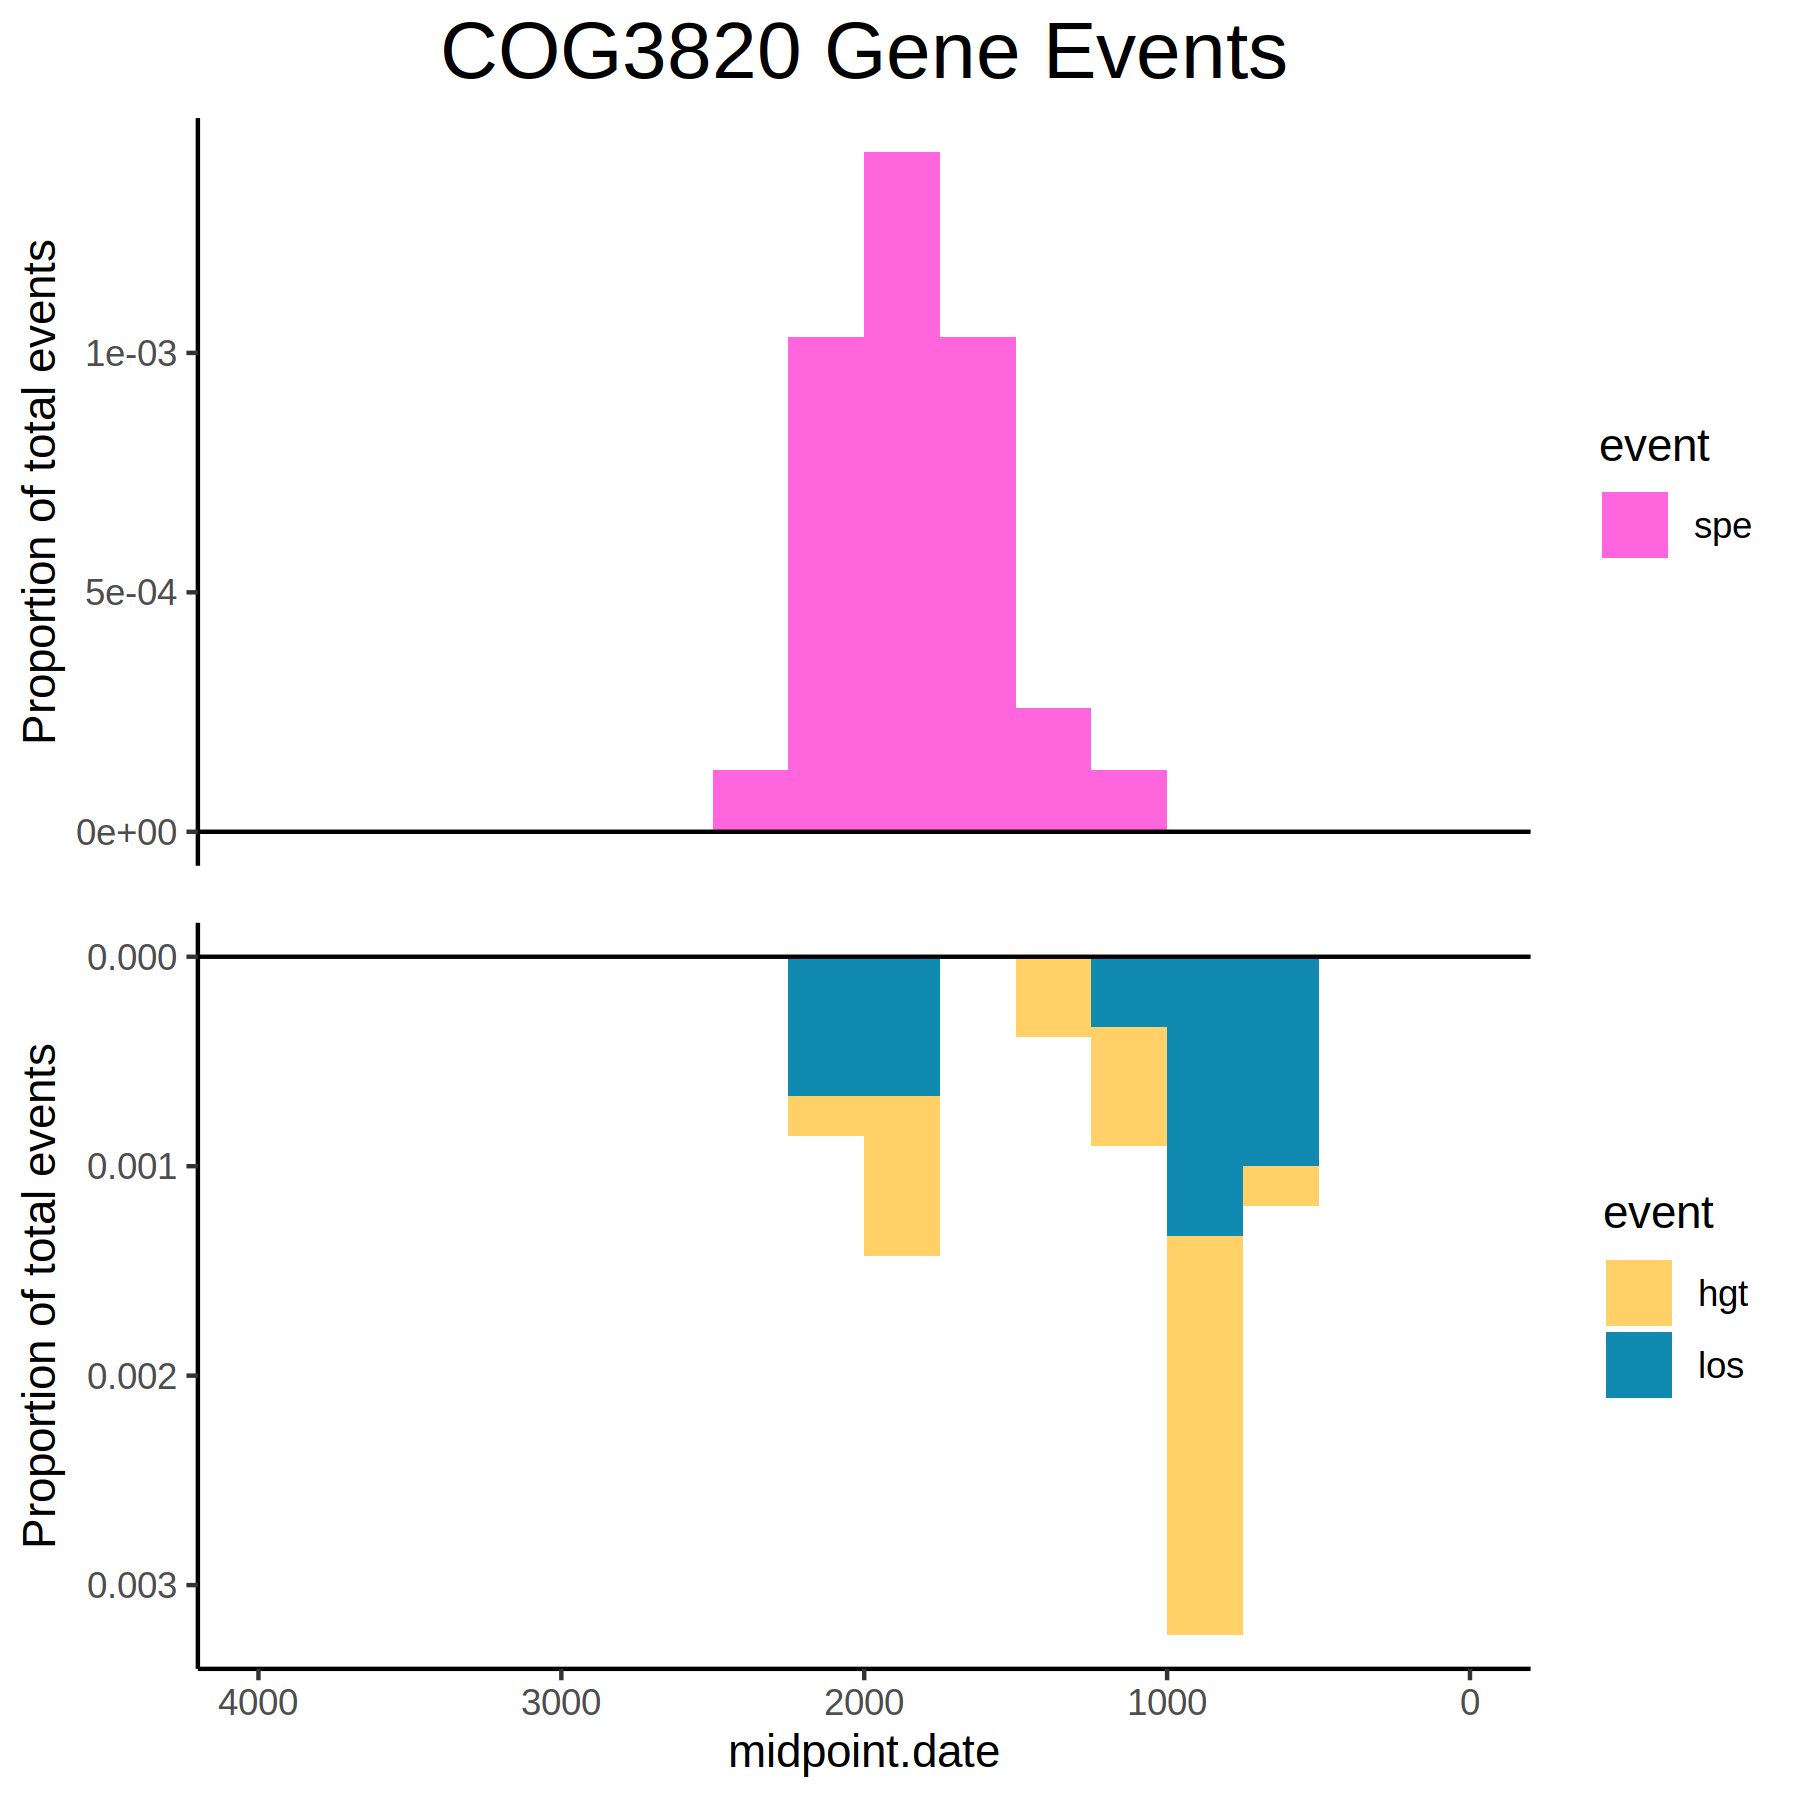 COG3820 Gene Events
Proportion of total events
1e-03
5e-04
0e+00
event
spe
Proportion of total events
0.000
0.001
0.002
0.003
event
hgt
los
4000 3000 2000 1000 0
midpoint.date